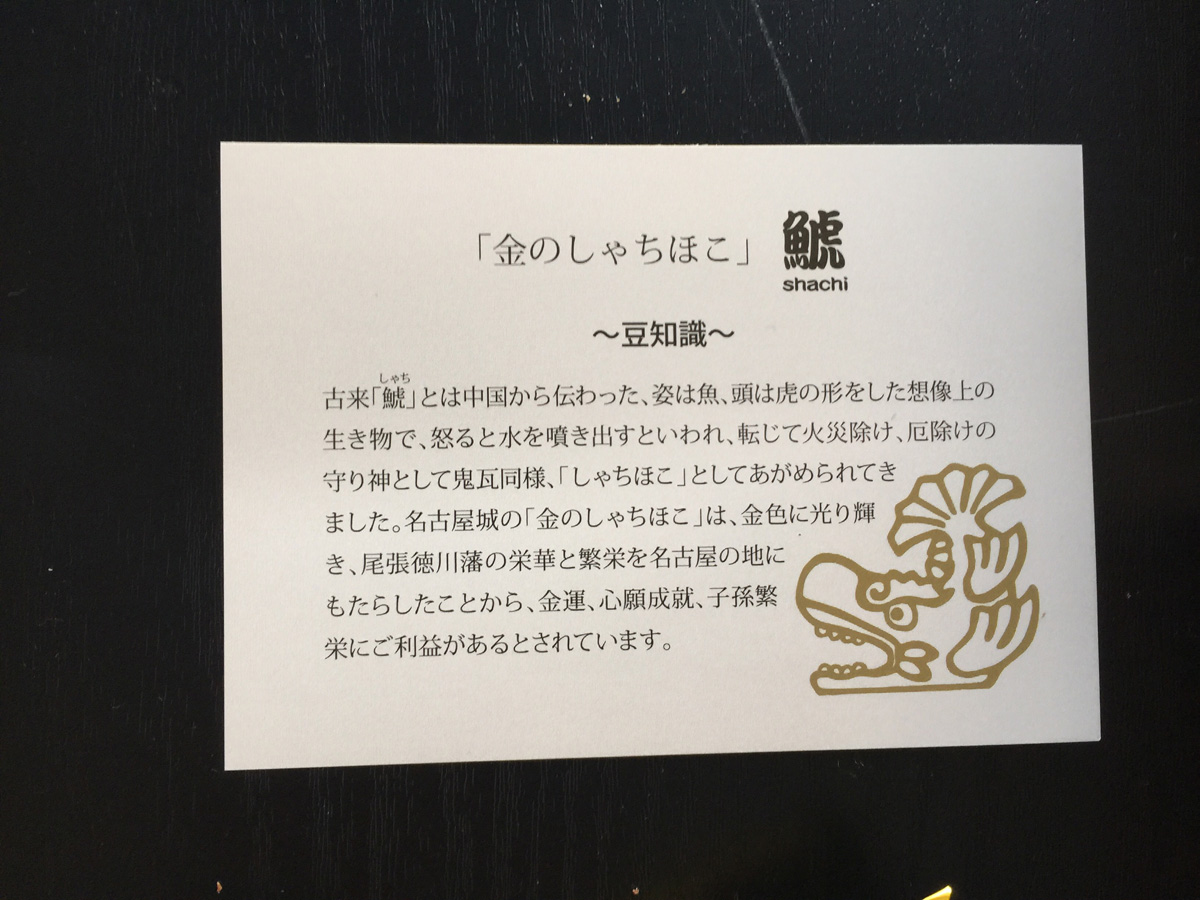 「金のしゃちほこ」
鯱
shachi
～豆知識～
しゃち
古来「鯱」とは中国から伝わった、姿は魚、頭は虎の形をした想像上の
生き物で、怒ると水を噴き出すといわれ、転じて火災除け、厄除けの
守り神として鬼瓦同様、「しゃちほこ」としてあがめられてき
ました。名古屋城の「金のしゃちほこ」は、金色に光り輝
き、尾張徳川藩の栄華と繁栄を名古屋の地に
もたらしたことから、金運、心願成就、子孫繁
栄にご利益があるとされています。